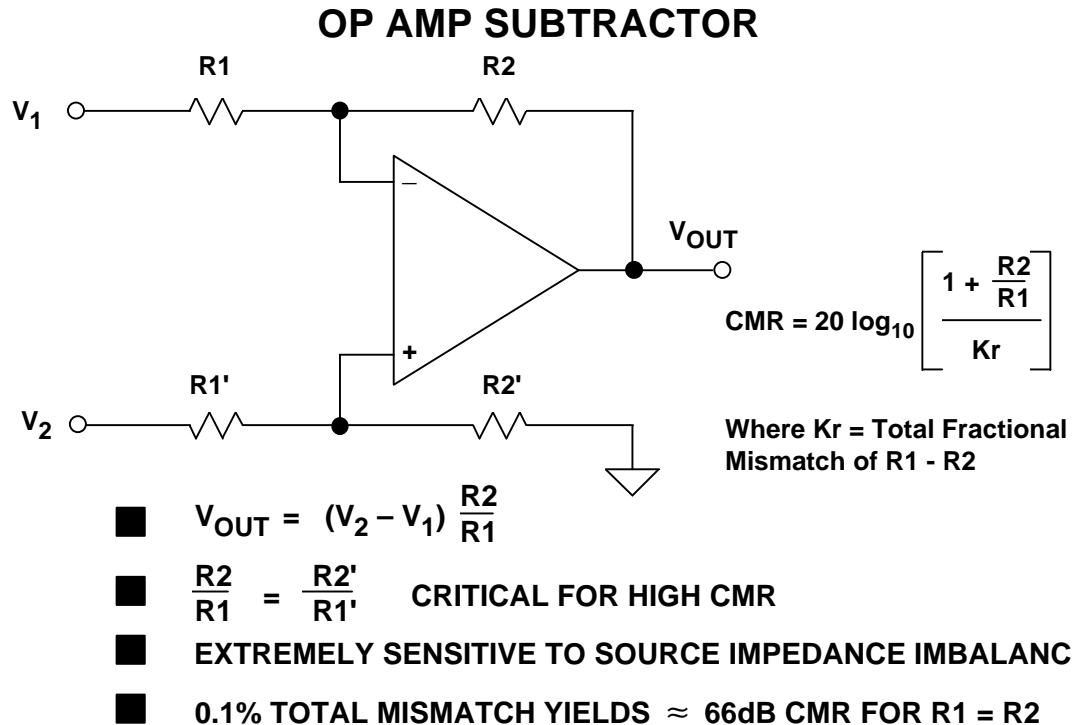 OP AMP SUBTRACTOR
R1
R2
V1
−
VOUT
CMR = 20 log10 [ (1 + R2/R1) / Kr ]
+
R1'
R2'
V2
Where Kr = Total Fractional
Mismatch of R1 - R2
VOUT = (V2 – V1) R2/R1
R2/R1 = R2'/R1' CRITICAL FOR HIGH CMR
EXTREMELY SENSITIVE TO SOURCE IMPEDANCE IMBALANC
0.1% TOTAL MISMATCH YIELDS ≈ 66dB CMR FOR R1 = R2